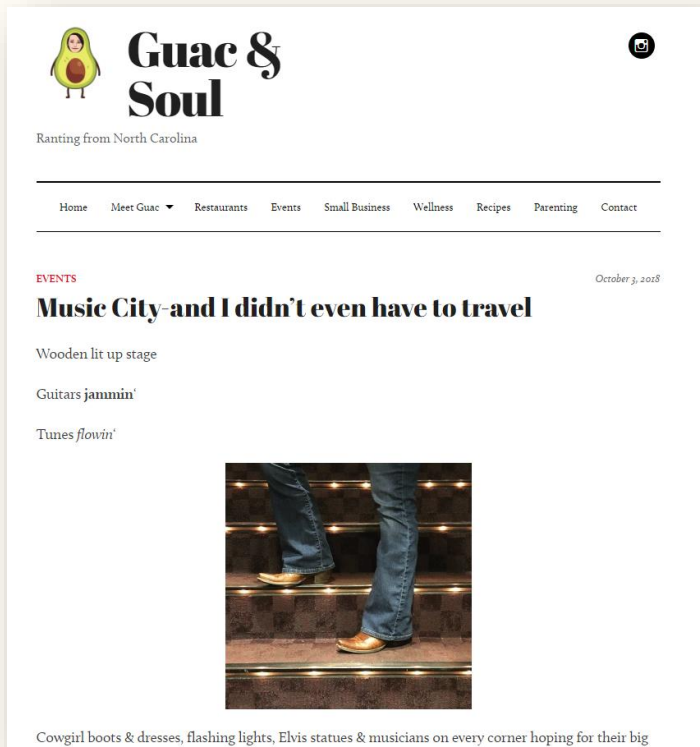 Guac &
Soul
Ranting from North Carolina
Home Meet Guac Restaurants Events Small Business Wellness Recipes Parenting Contact
EVENTS October 3, 2018
Music City-and I didn't even have to travel
Wooden lit up stage
Guitars jammin‘
Tunes flowin‘
Cowgirl boots & dresses, flashing lights, Elvis statues & musicians on every corner hoping for their big